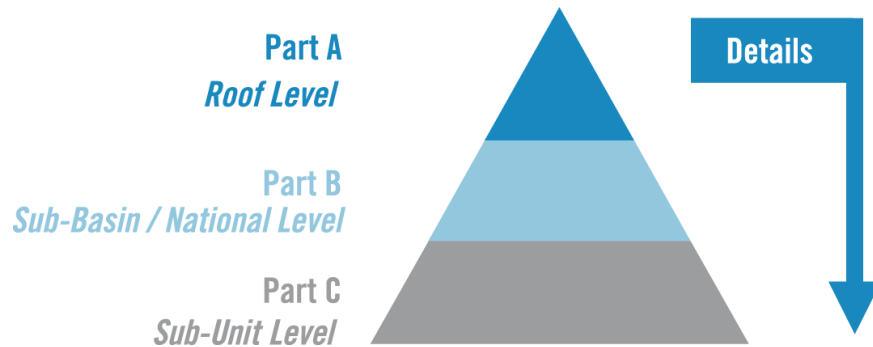 Part A
Roof Level
Details
Part B
Sub-Basin / National Level
Part C
Sub-Unit Level